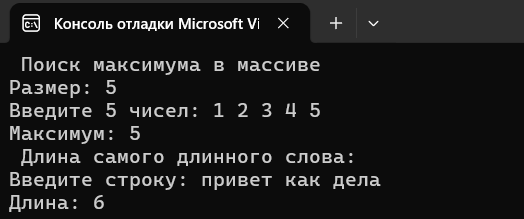 Консоль отладки Microsoft Vi
Поиск максимума в массиве
Размер: 5
Введите 5 чисел: 1 2 3 4 5
Максимум: 5
Длина самого длинного слова:
Введите строку: привет как дела
Длина: 6